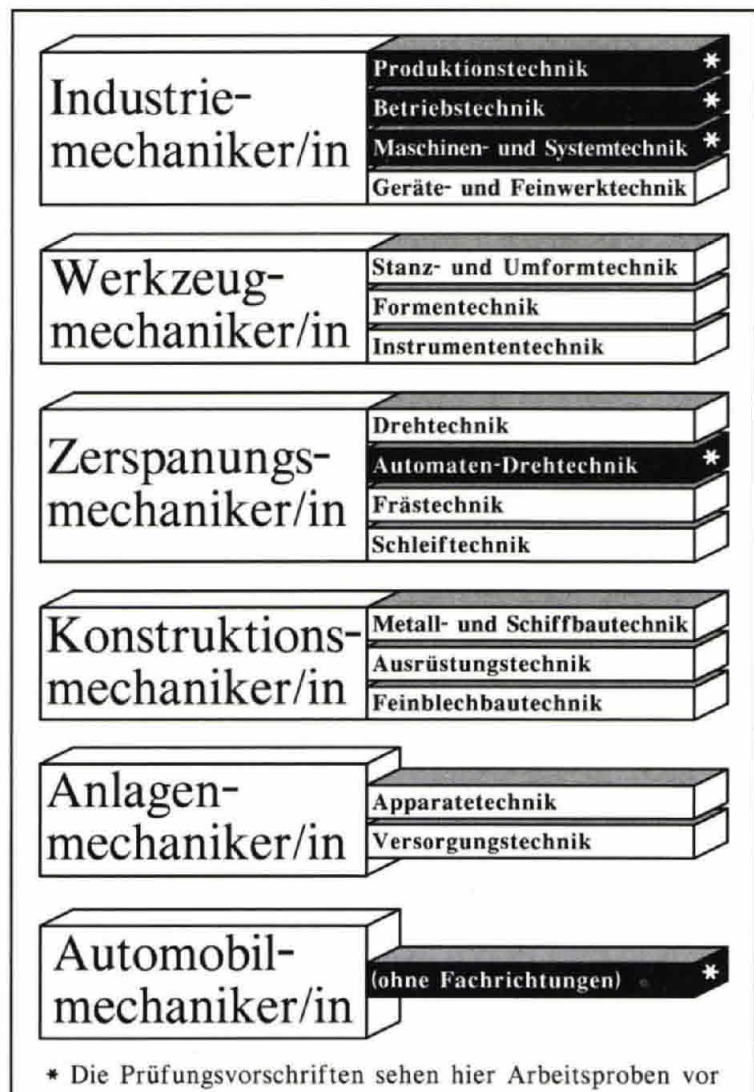 Industrie-
mechaniker/in
Produktionstechnik *
Betriebstechnik *
Maschinen- und Systemtechnik *
Geräte- und Feinwerktechnik
Werkzeug-
mechaniker/in
Stanz- und Umformtechnik
Formentechnik
Instrumententechnik
Zerspanungs-
mechaniker/in
Drehtechnik
Automaten-Drehtechnik *
Frästechnik
Schleiftechnik
Konstruktions-
mechaniker/in
Metall- und Schiffbautechnik
Ausrüstungstechnik
Feinblechbautechnik
Anlagen-
mechaniker/in
Apparatetechnik
Versorgungstechnik
Automobil-
mechaniker/in
(ohne Fachrichtungen) *
* Die Prüfungsvorschriften sehen hier Arbeitsproben vor